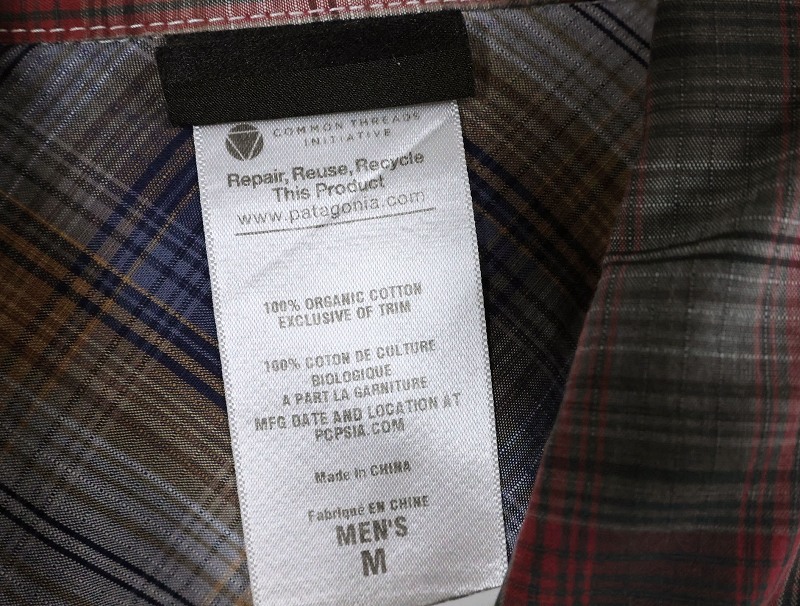 COMMON THREADS
INITIATIVE
Repair, Reuse, Recycle
This Product
www.patagonia.com
100% ORGANIC COTTON
EXCLUSIVE OF TRIM
100% COTON DE CULTURE
BIOLOGIQUE
A PART LA GARNITURE
MFG DATE AND LOCATION AT
PCPSIA.COM
Made in CHINA
Fabriqué EN CHINE
MEN'S
M